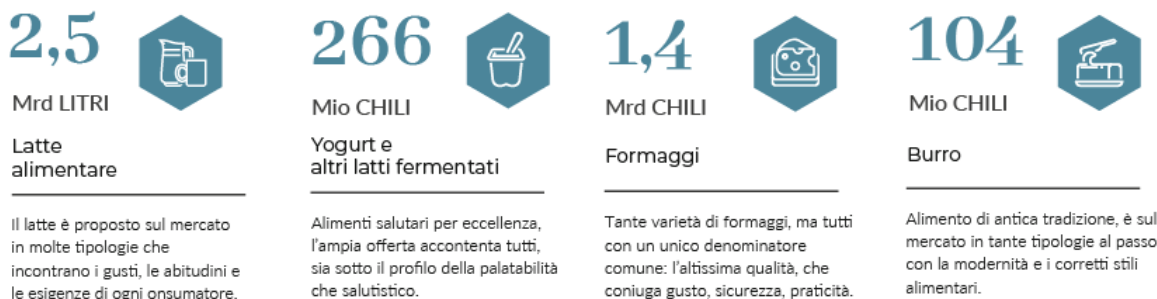 2,5
Mrd LITRI
Latte
alimentare
Il latte è proposto sul mercato
in molte tipologie che
incontrano i gusti, le abitudini e
le esigenze di ogni onsumatore.
266
Mio CHILI
Yogurt e
altri latti fermentati
Alimenti salutari per eccellenza,
l'ampia offerta accontenta tutti,
sia sotto il profilo della palatabilità
che salutistico.
1,4
Mrd CHILI
Formaggi
Tante varietà di formaggi, ma tutti
con un unico denominatore
comune: l'altissima qualità, che
coniuga gusto, sicurezza, praticità.
104
Mio CHILI
Burro
Alimento di antica tradizione, è sul
mercato in tante tipologie al passo
con la modernità e i corretti stili
alimentari.